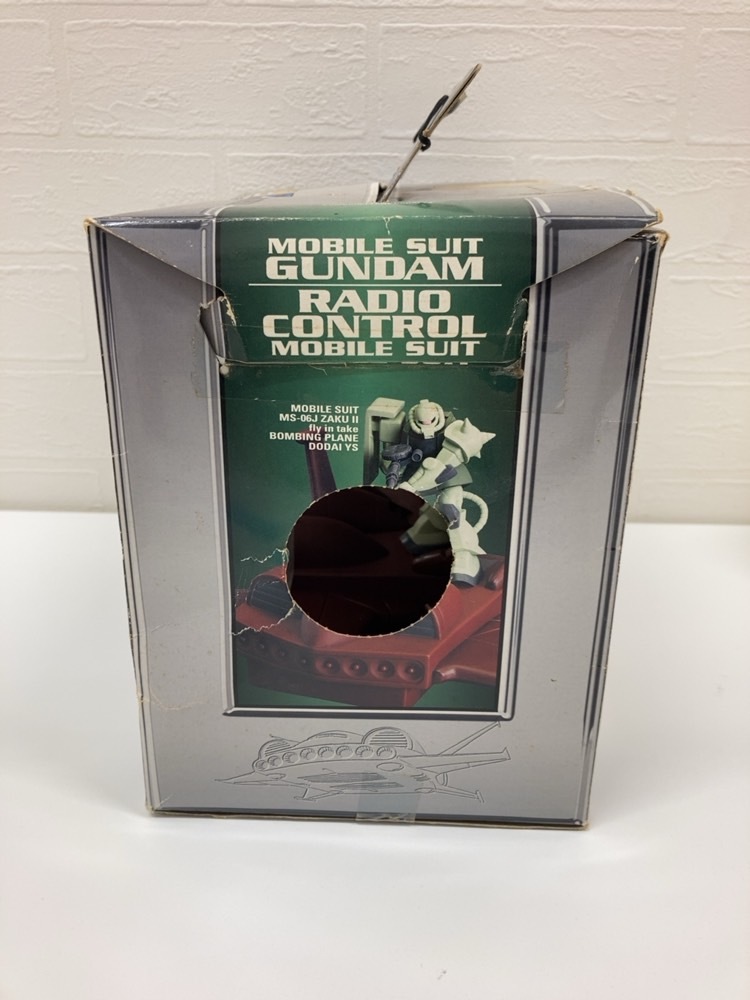 MOBILE SUIT
GUNDAM
RADIO
CONTROL
MOBILE SUIT
MOBILE SUIT
MS-06J ZAKU II
fly in take
BOMBING PLANE
DODAI YS